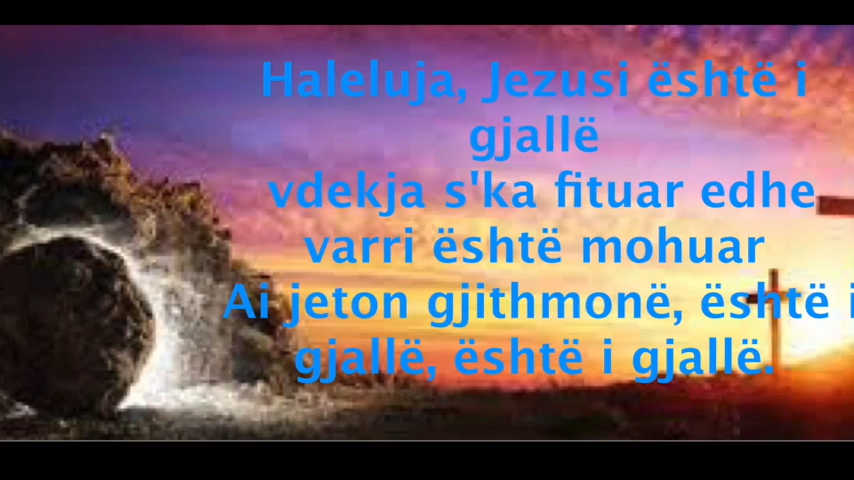 Haleluja, Jezusi është i
gjallë
vdekja s'ka fituar edhe
varri është mohuar
Ai jeton gjithmonë, është i
gjallë, është i gjallë.